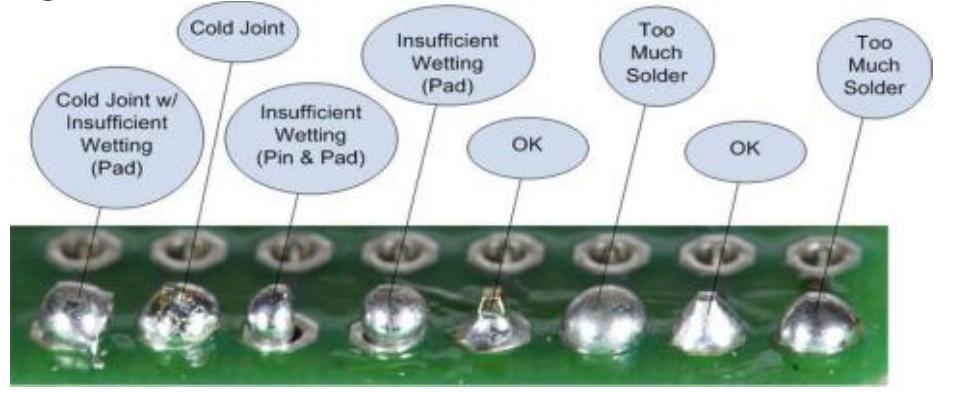 Cold Joint w/
Insufficient
Wetting
(Pad)
Cold Joint
Insufficient
Wetting
(Pin & Pad)
Insufficient
Wetting
(Pad)
OK
Too
Much
Solder
OK
Too
Much
Solder